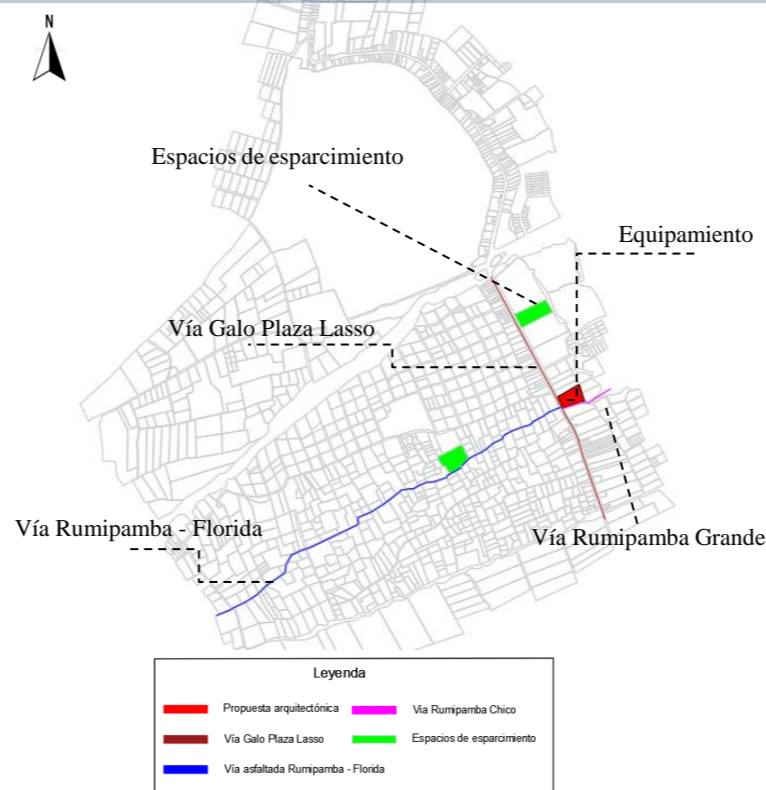 N
Espacios de esparcimiento
Equipamiento
Vía Galo Plaza Lasso
Vía Rumipamba - Florida
Vía Rumipamba Grande
Leyenda
Propuesta arquitectónica
Via Rumipamba Chico
Vía Galo Plaza Lasso
Espacios de esparcimiento
Vía asfaltada Rumipamba - Florida